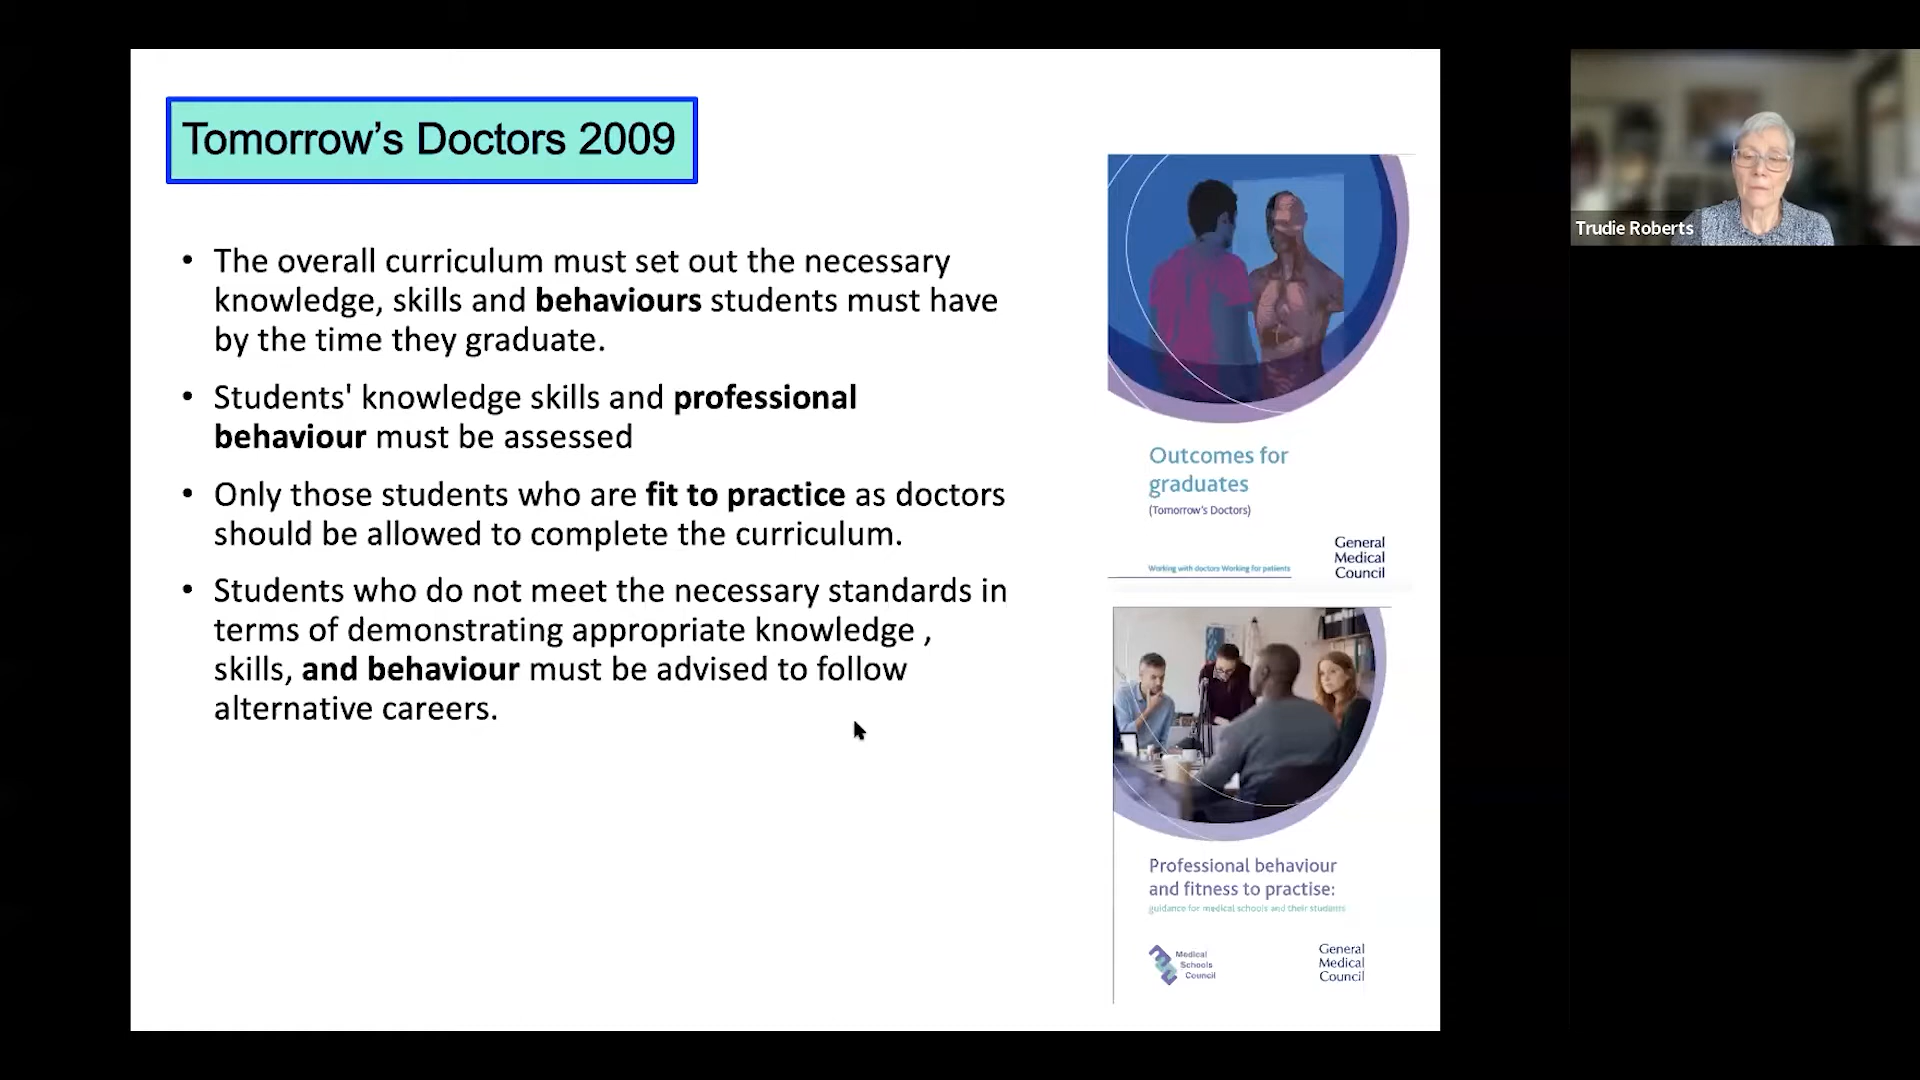 Tomorrow’s Doctors 2009
• The overall curriculum must set out the necessary
knowledge, skills and behaviours students must have
by the time they graduate.
• Students' knowledge skills and professional
behaviour must be assessed
• Only those students who are fit to practice as doctors
should be allowed to complete the curriculum.
• Students who do not meet the necessary standards in
terms of demonstrating appropriate knowledge ,
skills, and behaviour must be advised to follow
alternative careers.
Outcomes for
graduates
(Tomorrow’s Doctors)
Working with doctors Working for patients
General
Medical
Council
Professional behaviour
and fitness to practise:
guidance for medical schools and their students
Medical
Schools
Council
General
Medical
Council
Trudie Roberts